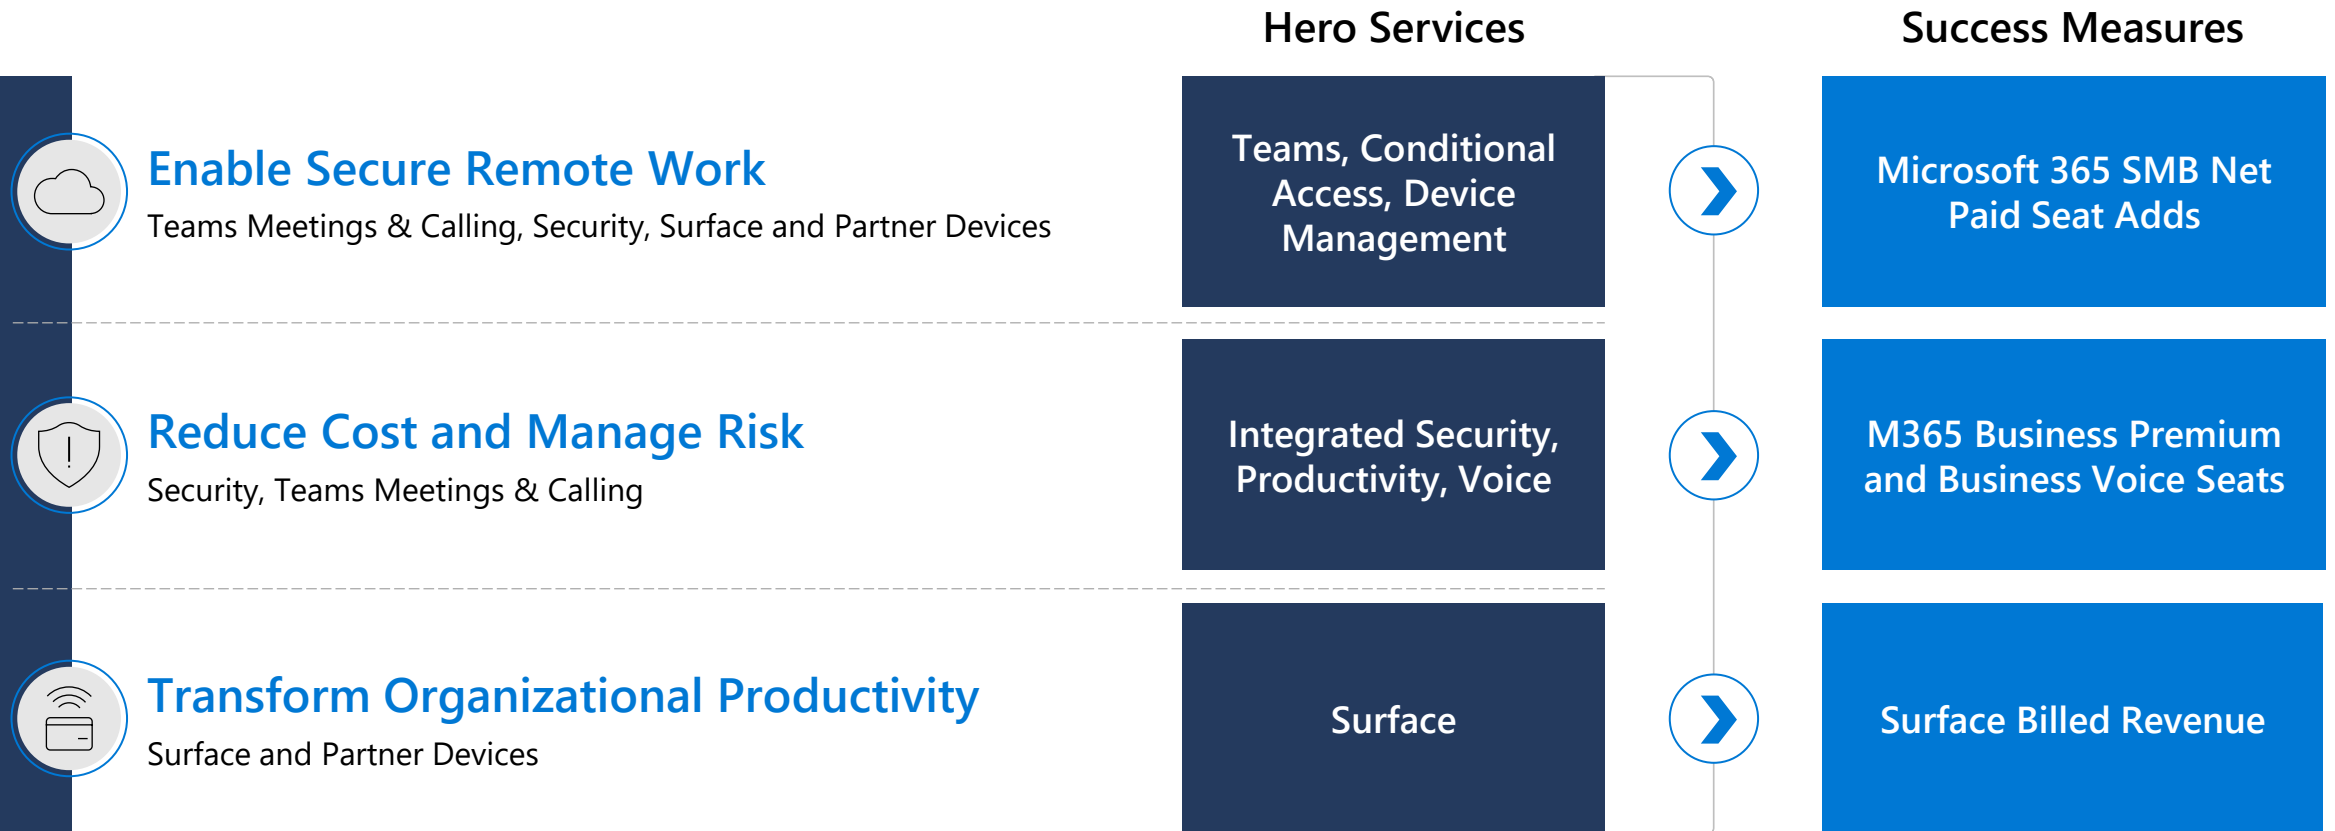 Hero Services
Success Measures
Enable Secure Remote Work
Teams Meetings & Calling, Security, Surface and Partner Devices
Teams, Conditional
Access, Device
Management
Microsoft 365 SMB Net
Paid Seat Adds
Reduce Cost and Manage Risk
Security, Teams Meetings & Calling
Integrated Security,
Productivity, Voice
M365 Business Premium
and Business Voice Seats
Transform Organizational Productivity
Surface and Partner Devices
Surface
Surface Billed Revenue